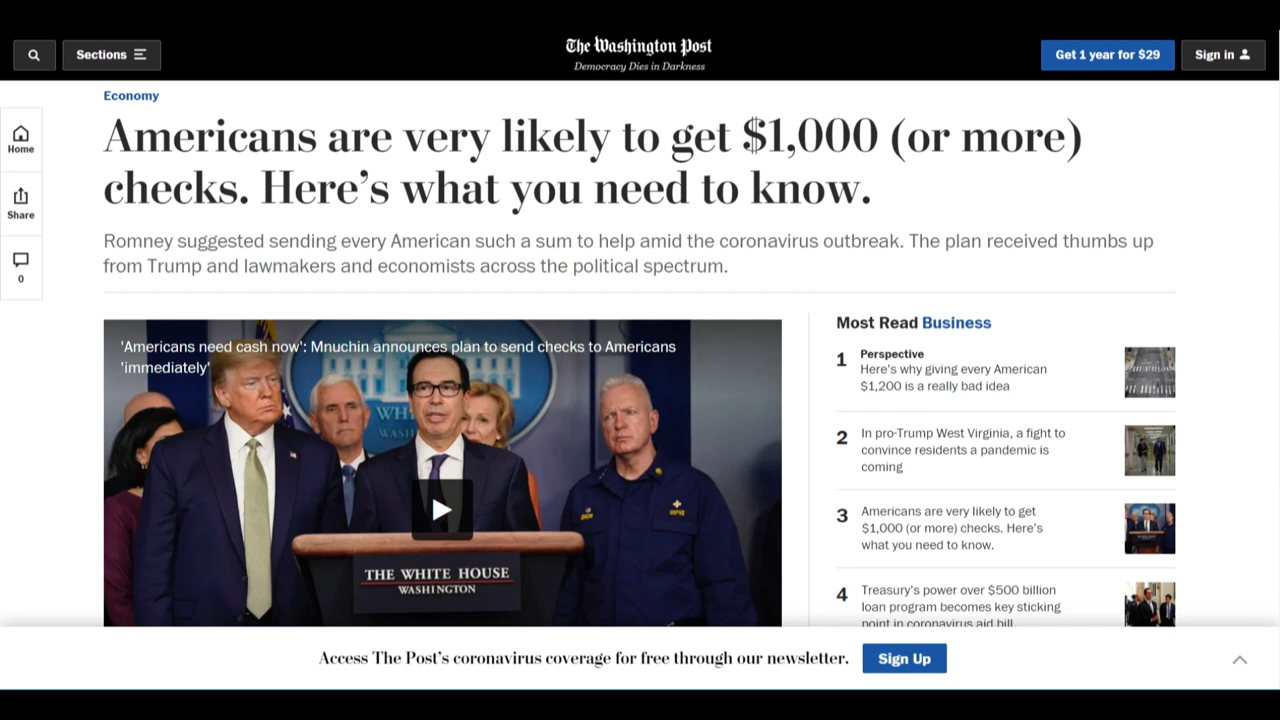 Sections
The Washington Post
Democracy Dies in Darkness
Get 1 year for $29
Sign in
Home
Share
0
Economy
Americans are very likely to get $1,000 (or more)
checks. Here's what you need to know.
Romney suggested sending every American such a sum to help amid the coronavirus outbreak. The plan received thumbs up
from Trump and lawmakers and economists across the political spectrum.
'Americans need cash now': Mnuchin announces plan to send checks to Americans
'immediately'
WH
WASH
THE WHITE HOUSE
WASHINGTON
Most Read Business
1
Perspective
Here's why giving every American
$1,200 is a really bad idea
2
In pro-Trump West Virginia, a fight to
convince residents a pandemic is
coming
3
Americans are very likely to get
$1,000 (or more) checks. Here's
what you need to know.
4
Treasury's power over $500 billion
loan program becomes key sticking
point in coronavirus aid bill
Access The Post's coronavirus coverage for free through our newsletter.
Sign Up